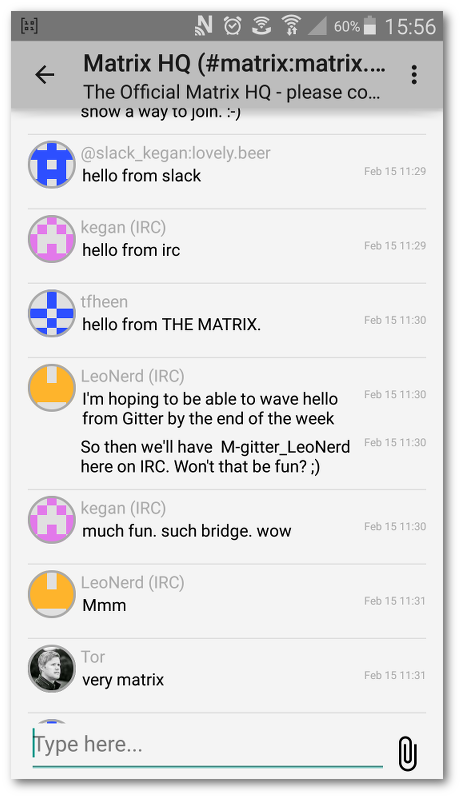 60% 15:56
Matrix HQ (#matrix:matrix....
The Official Matrix HQ - please co...
show a way to join. :-)
@slack_kegan:lovely.beer
hello from slack Feb 15 11:29
kegan (IRC)
hello from irc Feb 15 11:29
tfheen
hello from THE MATRIX. Feb 15 11:30
LeoNerd (IRC)
I'm hoping to be able to wave hello Feb 15 11:30
from Gitter by the end of the week
So then we'll have  M-gitter_LeoNerd Feb 15 11:30
here on IRC. Won't that be fun? ;)
kegan (IRC)
much fun. such bridge. wow Feb 15 11:30
LeoNerd (IRC)
Mmm Feb 15 11:31
Tor
very matrix Feb 15 11:31
Type here...